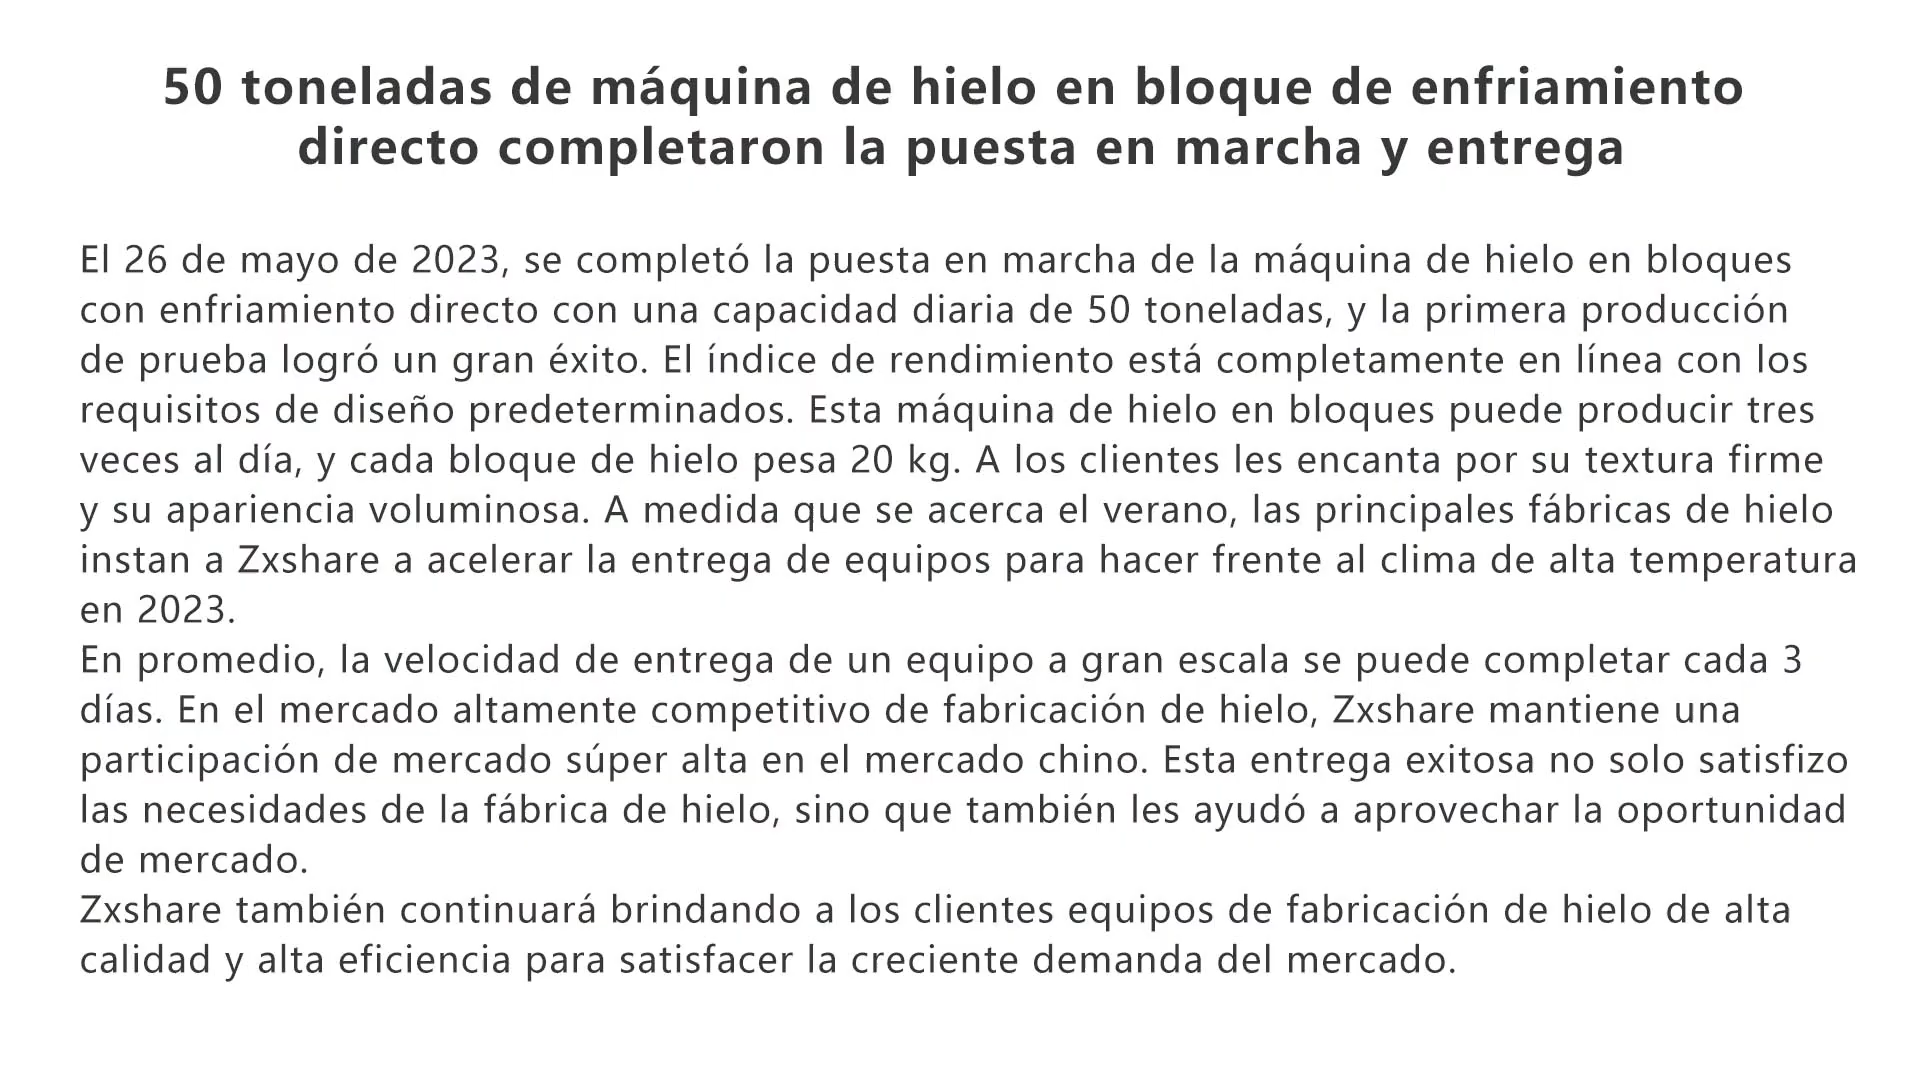 50 toneladas de máquina de hielo en bloque de enfriamiento
directo completaron la puesta en marcha y entrega
El 26 de mayo de 2023, se completó la puesta en marcha de la máquina de hielo en bloques
con enfriamiento directo con una capacidad diaria de 50 toneladas, y la primera producción
de prueba logró un gran éxito. El índice de rendimiento está completamente en línea con los
requisitos de diseño predeterminados. Esta máquina de hielo en bloques puede producir tres
veces al día, y cada bloque de hielo pesa 20 kg. A los clientes les encanta por su textura firme
y su apariencia voluminosa. A medida que se acerca el verano, las principales fábricas de hielo
instan a Zxshare a acelerar la entrega de equipos para hacer frente al clima de alta temperatura
en 2023.
En promedio, la velocidad de entrega de un equipo a gran escala se puede completar cada 3
días. En el mercado altamente competitivo de fabricación de hielo, Zxshare mantiene una
participación de mercado súper alta en el mercado chino. Esta entrega exitosa no solo satisfizo
las necesidades de la fábrica de hielo, sino que también les ayudó a aprovechar la oportunidad
de mercado.
Zxshare también continuará brindando a los clientes equipos de fabricación de hielo de alta
calidad y alta eficiencia para satisfacer la creciente demanda del mercado.